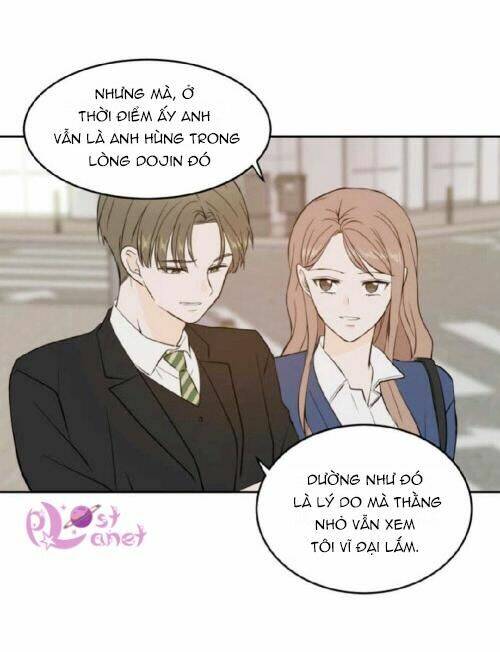 NHƯNG MÀ, Ở
THỜI ĐIỂM ẤY ANH
VẪN LÀ ANH HÙNG TRONG
LÒNG DOJIN ĐÓ
DƯỜNG NHƯ ĐÓ
LÀ LÝ DO MÀ THẰNG
NHỎ VẪN XEM
TÔI VĨ ĐẠI LẮM.
Lost
Planet